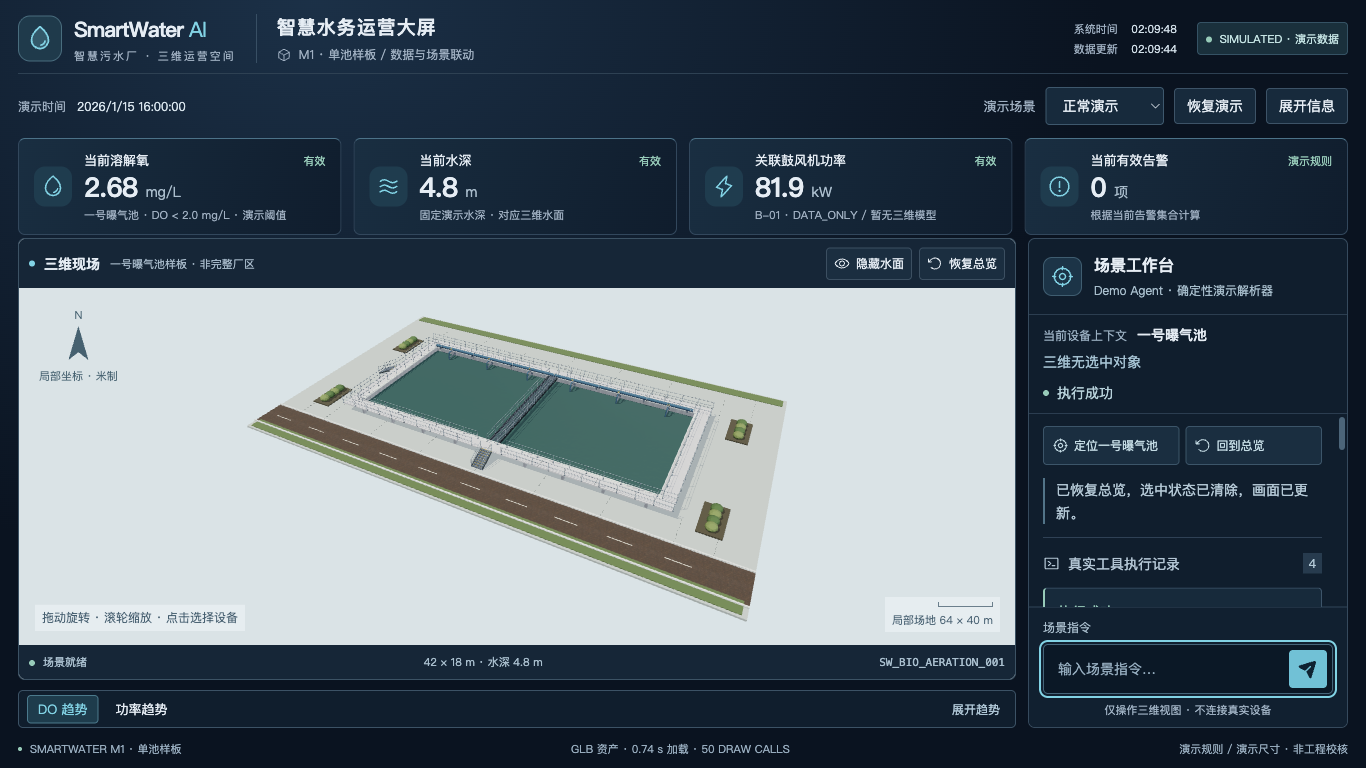 SmartWater AI
智慧污水厂 · 三维运营空间
智慧水务运营大屏
M1 · 单池样板 / 数据与场景联动
系统时间 02:09:48
数据更新 02:09:44
SIMULATED · 演示数据
演示时间 2026/1/15 16:00:00
演示场景 正常演示 恢复演示 展开信息
当前溶解氧 有效
2.68 mg/L
一号曝气池 · DO < 2.0 mg/L · 演示阈值
当前水深 有效
4.8 m
固定演示水深 · 对应三维水面
关联鼓风机功率 有效
81.9 kW
B-01 · DATA_ONLY / 暂无三维模型
当前有效告警 演示规则
0 项
根据当前告警集合计算
三维现场 一号曝气池样板 · 非完整厂区 隐藏水面 恢复总览
N
局部坐标 · 米制
拖动旋转 · 滚轮缩放 · 点击选择设备
局部场地 64 × 40 m
场景就绪 42 × 18 m · 水深 4.8 m SW_BIO_AERATION_001
DO 趋势 功率趋势 展开趋势
场景工作台
Demo Agent · 确定性演示解析器
当前设备上下文 一号曝气池
三维无选中对象
执行成功
定位一号曝气池 回到总览
已恢复总览，选中状态已清除，画面已更
新。
真实工具执行记录 4
场景指令
输入场景指令...
仅操作三维视图 · 不连接真实设备
SMARTWATER M1 · 单池样板 GLB 资产 · 0.74 s 加载 · 50 DRAW CALLS 演示规则 / 演示尺寸 · 非工程校核